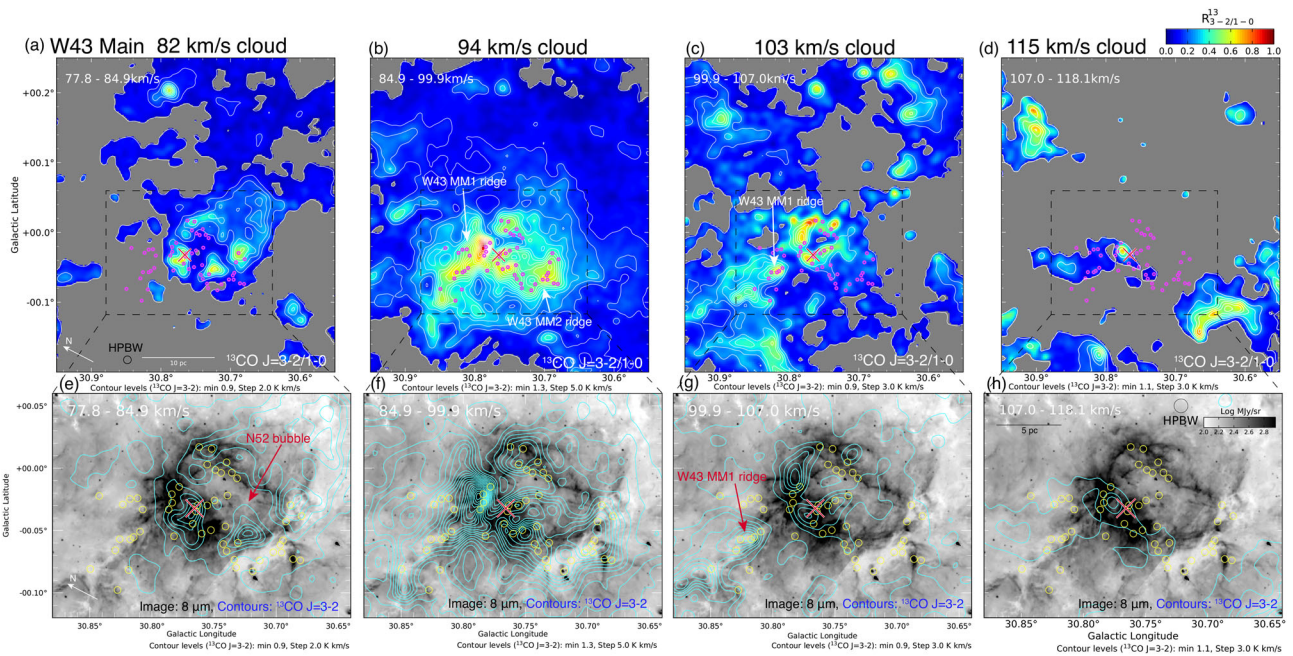 R¹³₃₋₂/₁₋₀
0.0 0.2 0.4 0.6 0.8 1.0
(a) W43 Main 82 km/s cloud
(b) 94 km/s cloud
(c) 103 km/s cloud
(d) 115 km/s cloud
77.8 - 84.9km/s
84.9 - 99.9km/s
99.9 - 107.0km/s
107.0 - 118.1km/s
Galactic Latitude
+00.2°
+00.1°
+00.0°
-00.1°
W43 MM1 ridge
W43 MM2 ridge
W43 MM1 ridge
N
HPBW
10 pc
¹³CO J=3-2/1-0
¹³CO J=3-2/1-0
¹³CO J=3-2/1-0
¹³CO J=3-2/1-0
30.9° 30.8° 30.7° 30.6°
30.9° 30.8° 30.7° 30.6°
30.9° 30.8° 30.7° 30.6°
30.9° 30.8° 30.7° 30.6°
Contour levels (¹³CO J=3-2): min 0.9, Step 2.0 K km/s
Contour levels (¹³CO J=3-2): min 1.3, Step 5.0 K km/s
Contour levels (¹³CO J=3-2): min 0.9, Step 3.0 K km/s
Contour levels (¹³CO J=3-2): min 1.1, Step 3.0 K km/s
(e) 77.8 - 84.9 km/s
(f) 84.9 - 99.9 km/s
(g) 99.9 - 107.0 km/s
(h) 107.0 - 118.1 km/s
Galactic Latitude
+00.05°
+00.00°
-00.05°
-00.10°
N52 bubble
W43 MM1 ridge
5 pc
HPBW
Log MJy/sr
2.0 2.2 2.4 2.6 2.8
N
Image: 8 μm, Contours: ¹³CO J=3-2
Image: 8 μm, Contours: ¹³CO J=3-2
Image: 8 μm, Contours: ¹³CO J=3-2
Image: 8 μm, Contours: ¹³CO J=3-2
30.85° 30.80° 30.75° 30.70° 30.65°
30.85° 30.80° 30.75° 30.70° 30.65°
30.85° 30.80° 30.75° 30.70° 30.65°
30.85° 30.80° 30.75° 30.70° 30.65°
Galactic Longitude
Galactic Longitude
Galactic Longitude
Galactic Longitude
Contour levels (¹³CO J=3-2): min 0.9, Step 2.0 K km/s
Contour levels (¹³CO J=3-2): min 1.3, Step 5.0 K km/s
Contour levels (¹³CO J=3-2): min 0.9, Step 3.0 K km/s
Contour levels (¹³CO J=3-2): min 1.1, Step 3.0 K km/s